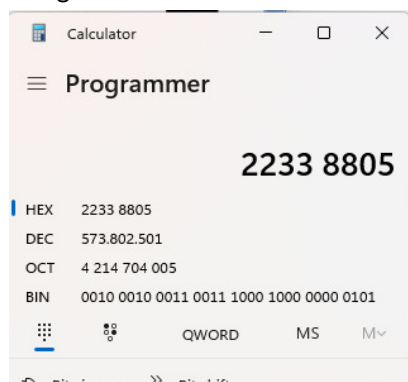 Calculator
Programmer
2233 8805
HEX 2233 8805
DEC 573.802.501
OCT 4 214 704 005
BIN 0010 0010 0011 0011 1000 1000 0000 0101
QWORD MS M